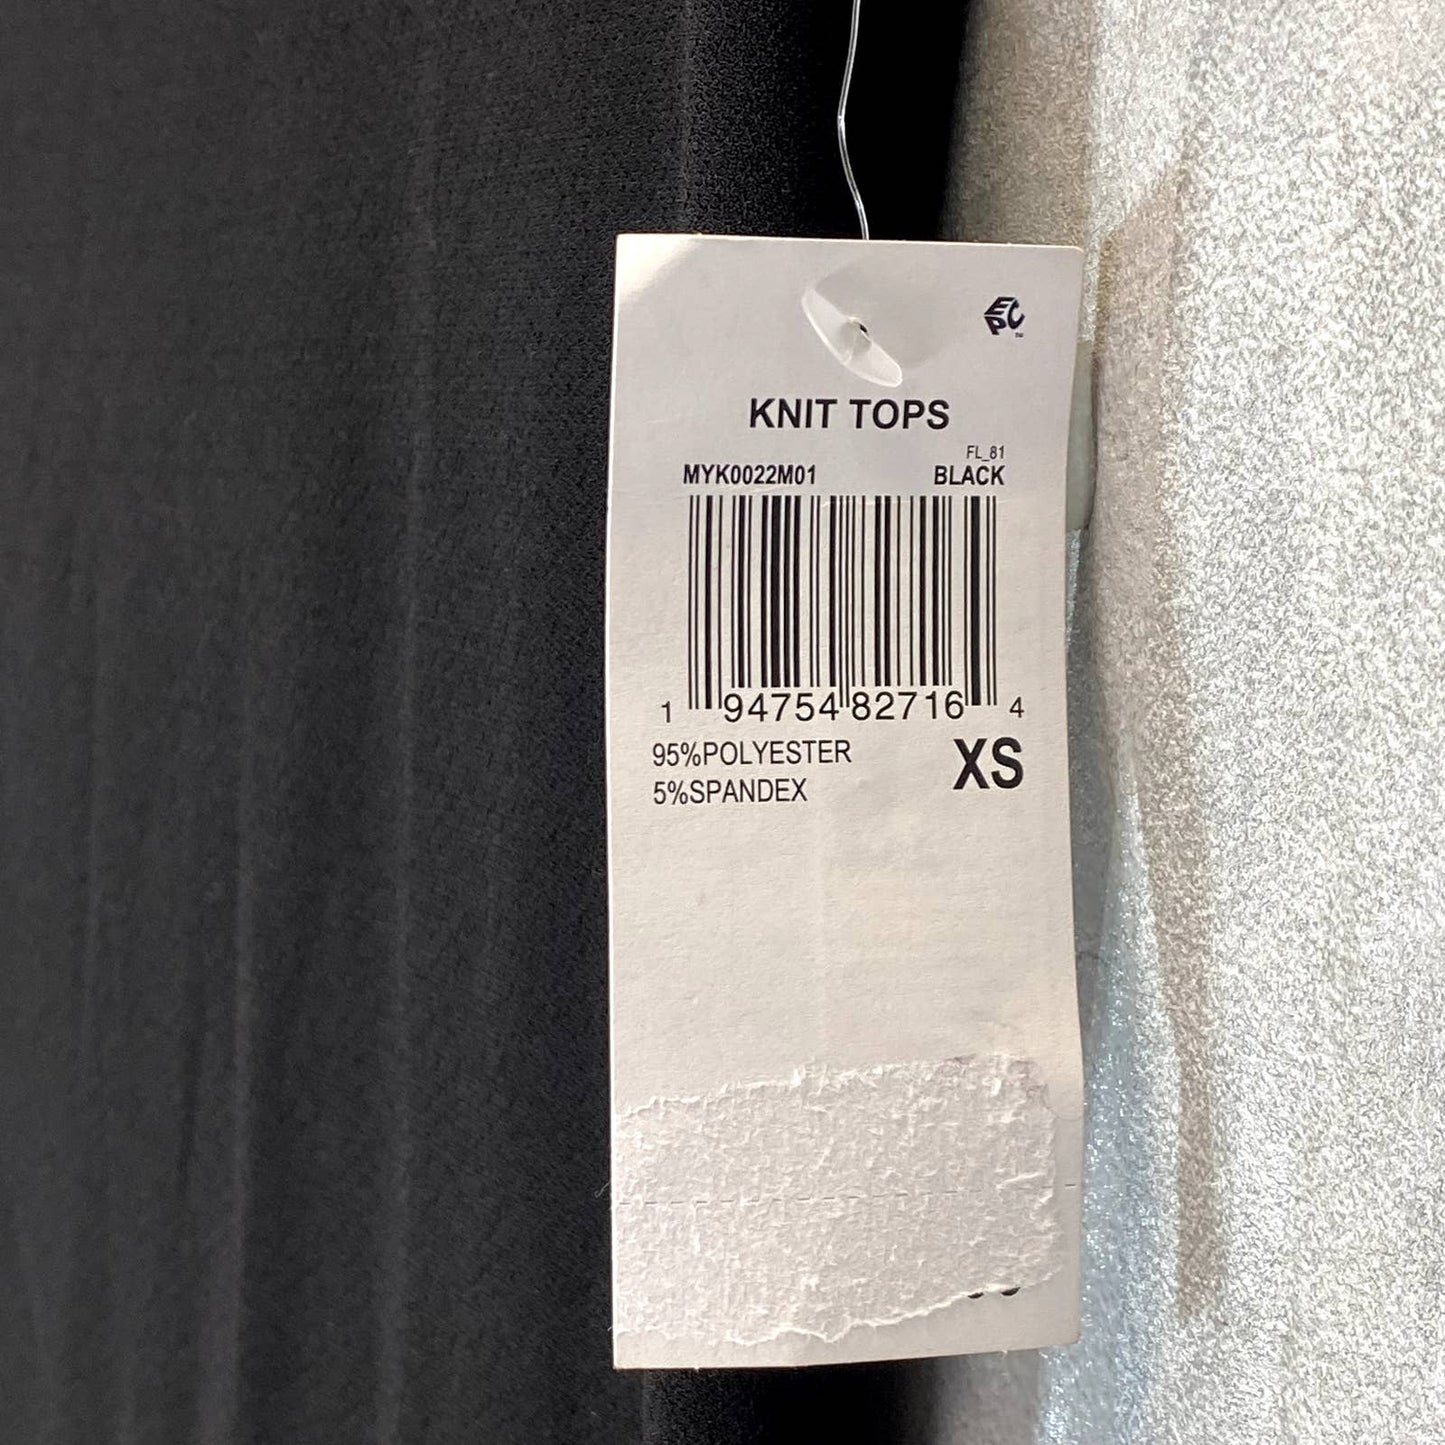 EPC
KNIT TOPS
FL_81
MYK0022M01 BLACK
1 94754 82716 4
95%POLYESTER XS
5%SPANDEX